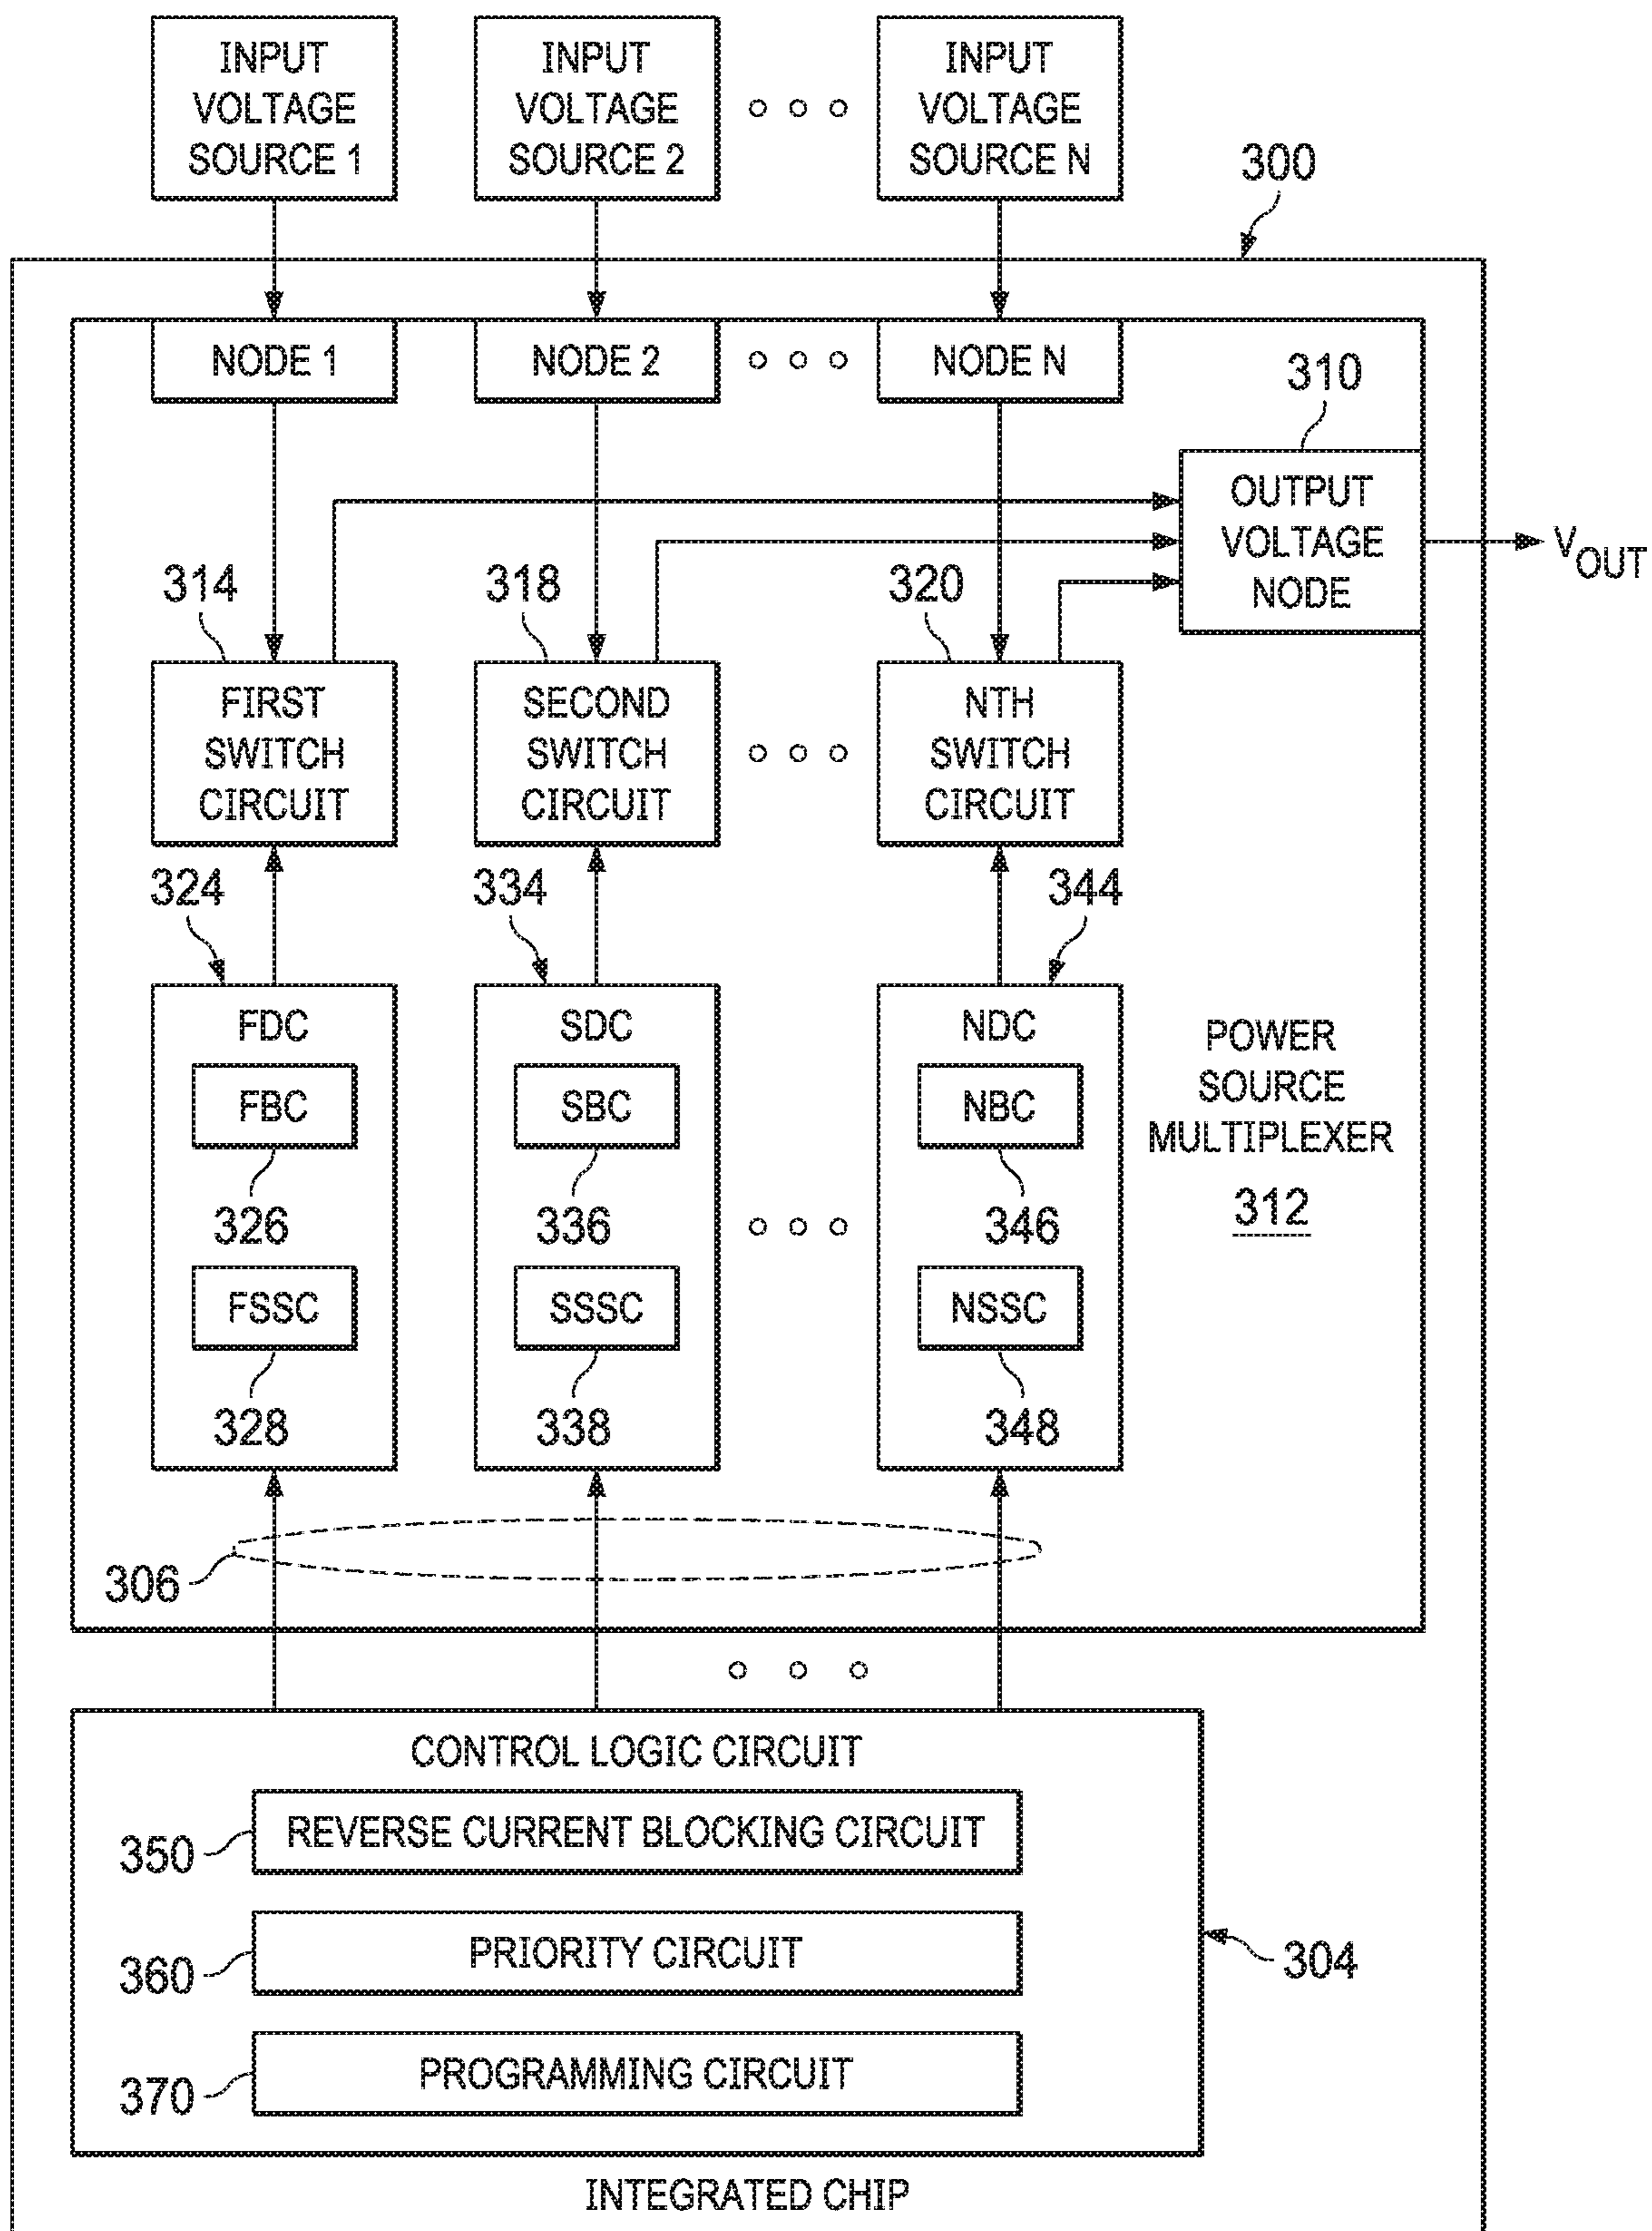 INPUT
VOLTAGE
SOURCE 1
INPUT
VOLTAGE
SOURCE 2
INPUT
VOLTAGE
SOURCE N
300
NODE 1
NODE 2
NODE N
310
OUTPUT
VOLTAGE
NODE
VOUT
314
318
320
FIRST
SWITCH
CIRCUIT
SECOND
SWITCH
CIRCUIT
NTH
SWITCH
CIRCUIT
324
334
344
FDC
FBC
326
FSSC
328
SDC
SBC
336
SSSC
338
NDC
NBC
346
NSSC
348
POWER
SOURCE
MULTIPLEXER
312
306
CONTROL LOGIC CIRCUIT
350
REVERSE CURRENT BLOCKING CIRCUIT
360
PRIORITY CIRCUIT
304
370
PROGRAMMING CIRCUIT
INTEGRATED CHIP